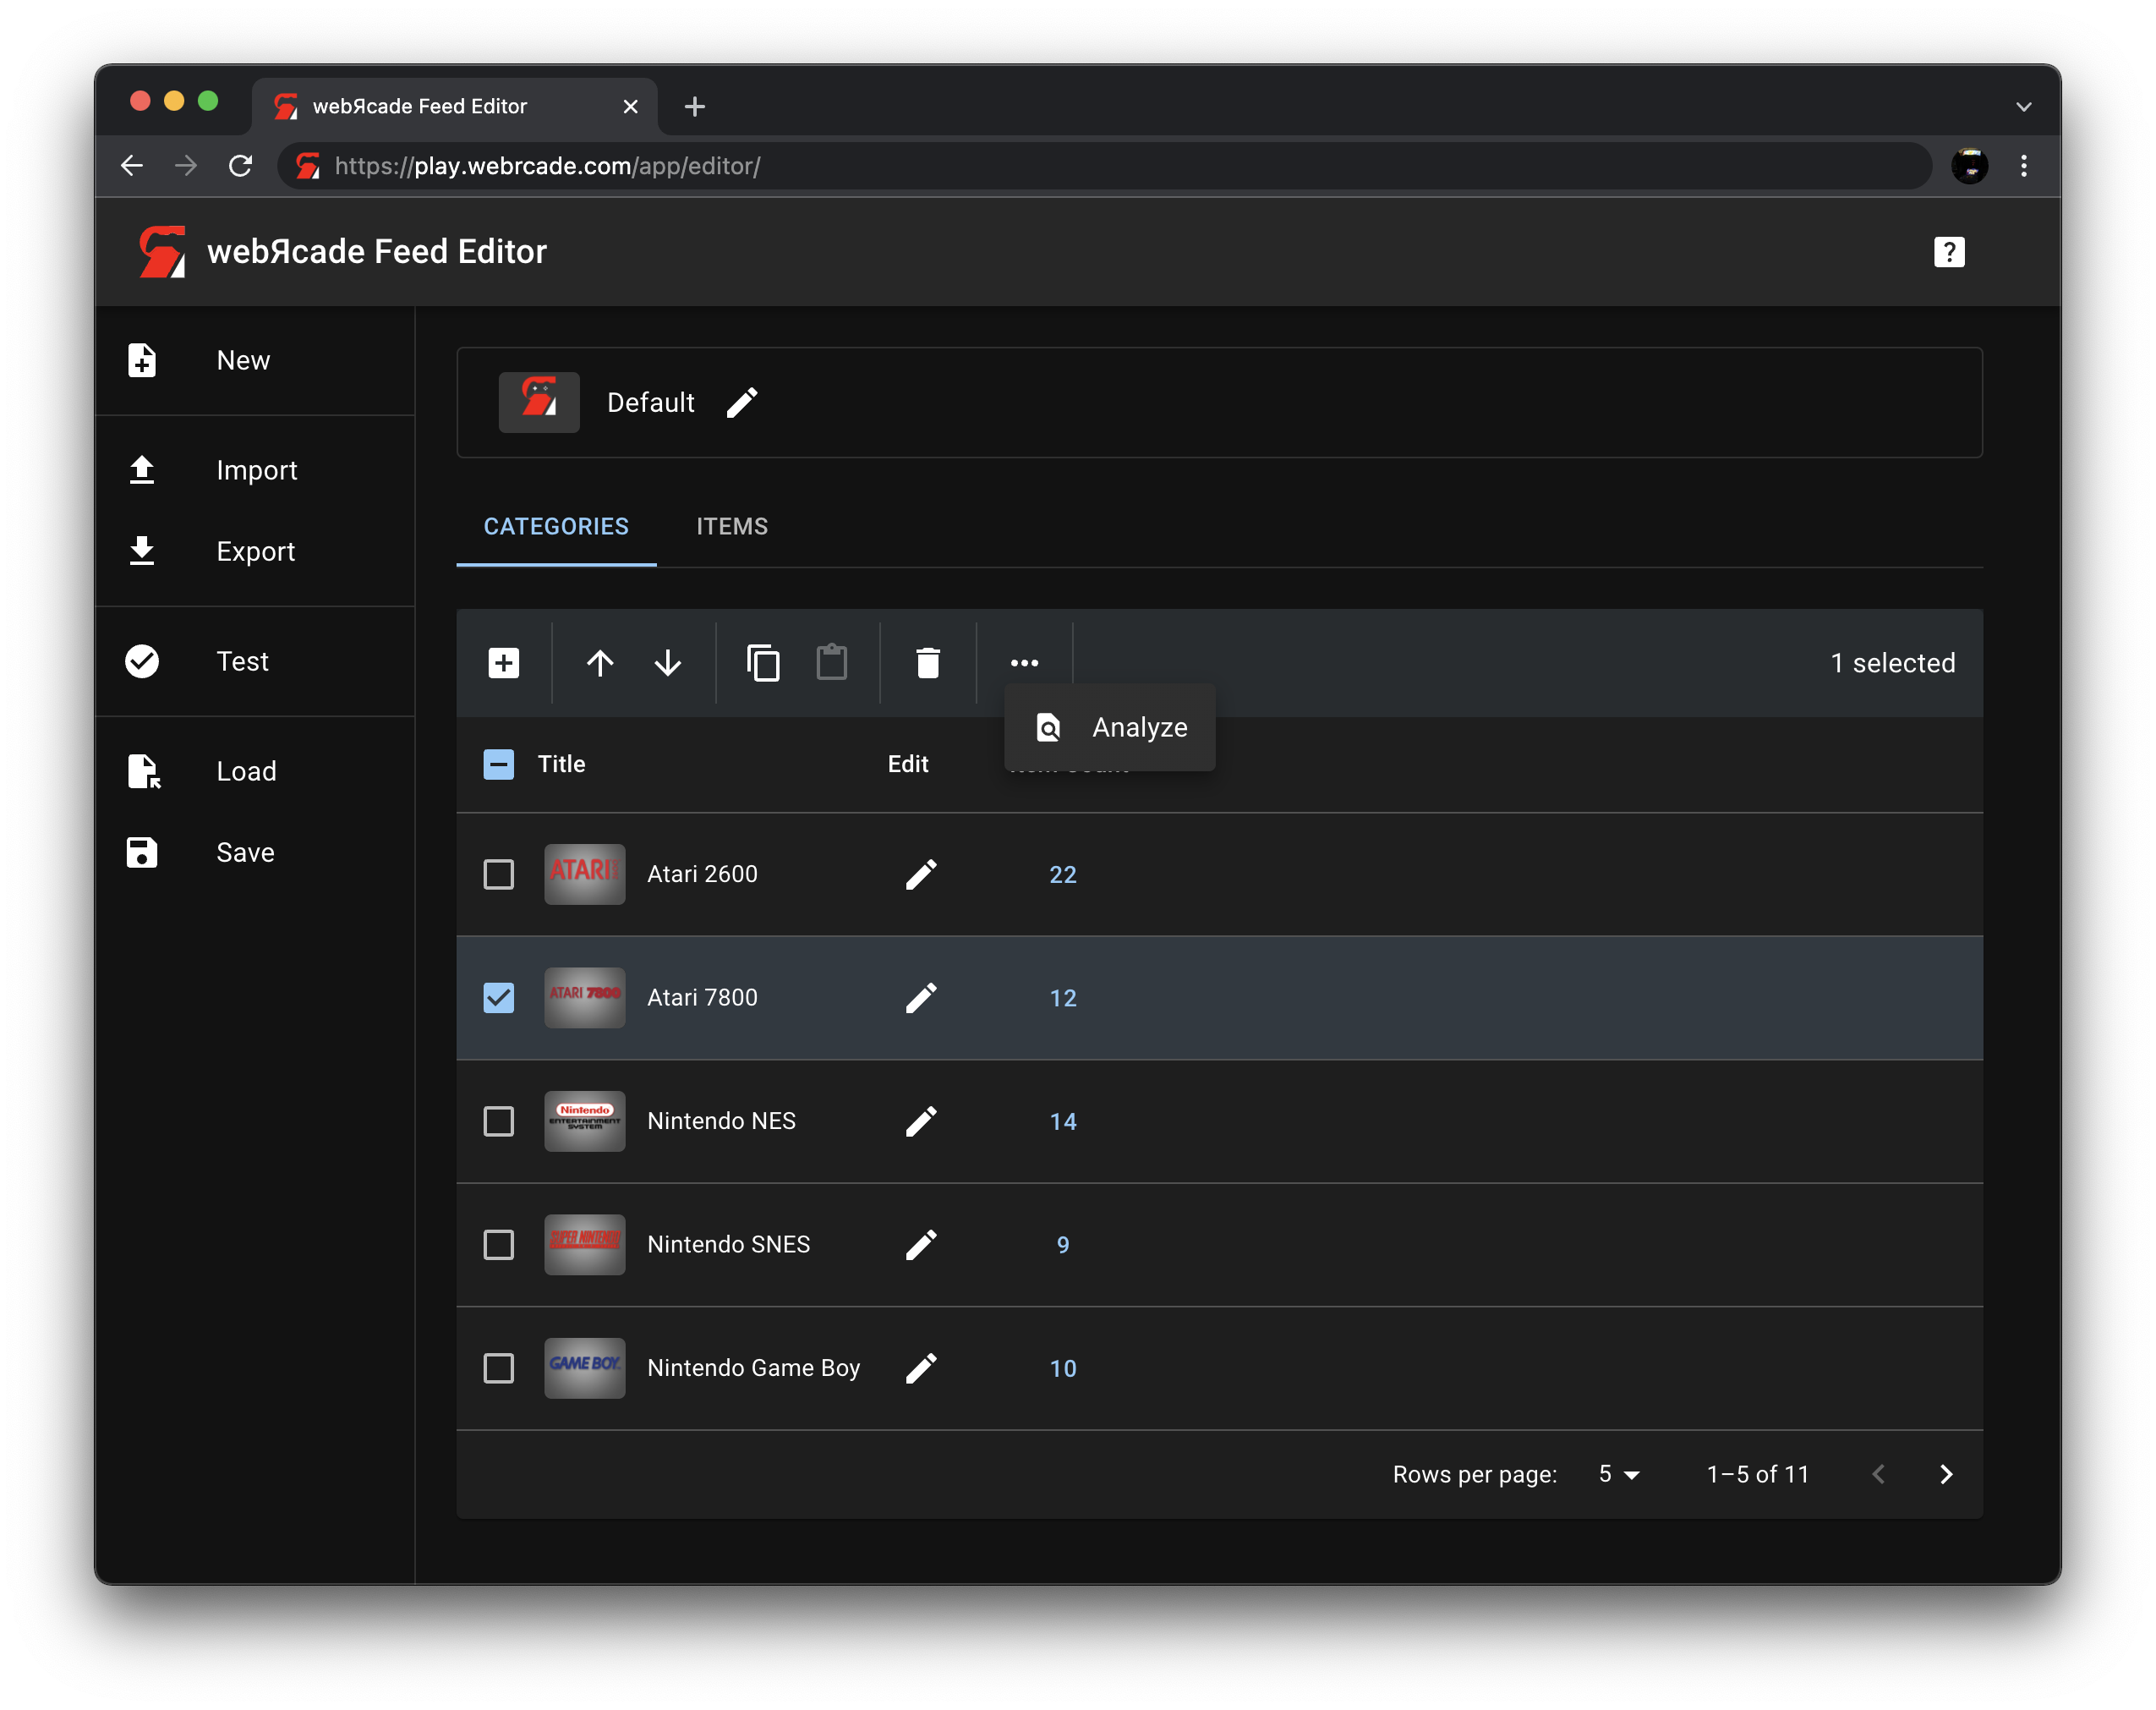 webЯcade Feed Editor
https://play.webrcade.com/app/editor/
webЯcade Feed Editor
?
New
Import
Export
Test
Load
Save
Default
CATEGORIES ITEMS
1 selected
Analyze
Title Edit
ATARI Atari 2600 22
ATARI 7800 Atari 7800 12
Nintendo
ENTERTAINMENT
SYSTEM
Nintendo NES 14
SUPER NINTENDO Nintendo SNES 9
GAME BOY Nintendo Game Boy 10
Rows per page: 5 1–5 of 11